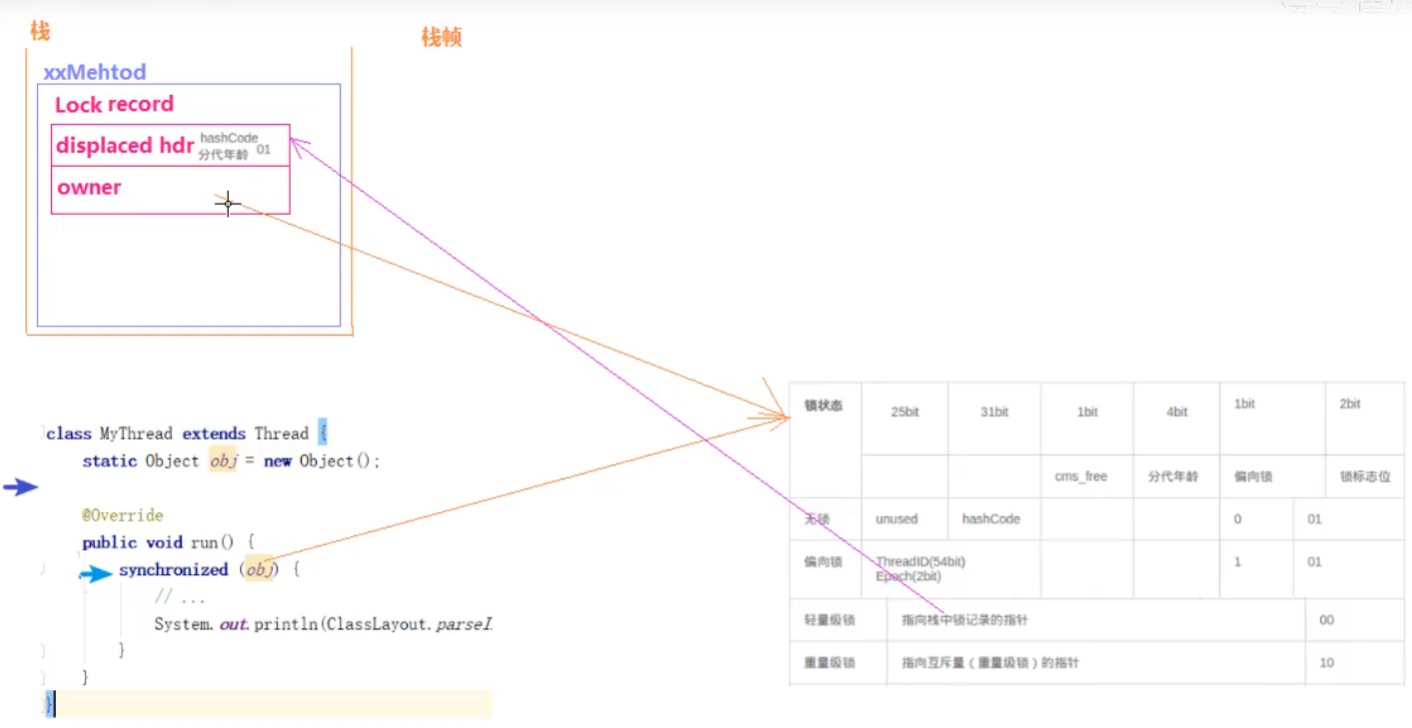 栈
栈帧
xxMehtod
Lock record
displaced hdr
hashCode
分代年龄 01
owner
class MyThread extends Thread {
static Object obj = new Object();
@Override
public void run() {
synchronized (obj) {
// ...
System.out.println(ClassLayout.parseI
}
}
}
锁状态 25bit 31bit 1bit 4bit 1bit 2bit
cms_free 分代年龄 偏向锁 锁标志位
无锁 unused hashCode 0 01
偏向锁 ThreadID(54bit) 1 01
Epoch(2bit)
轻量级锁 指向栈中锁记录的指针 00
重量级锁 指向互斥量（重量级锁）的指针 10